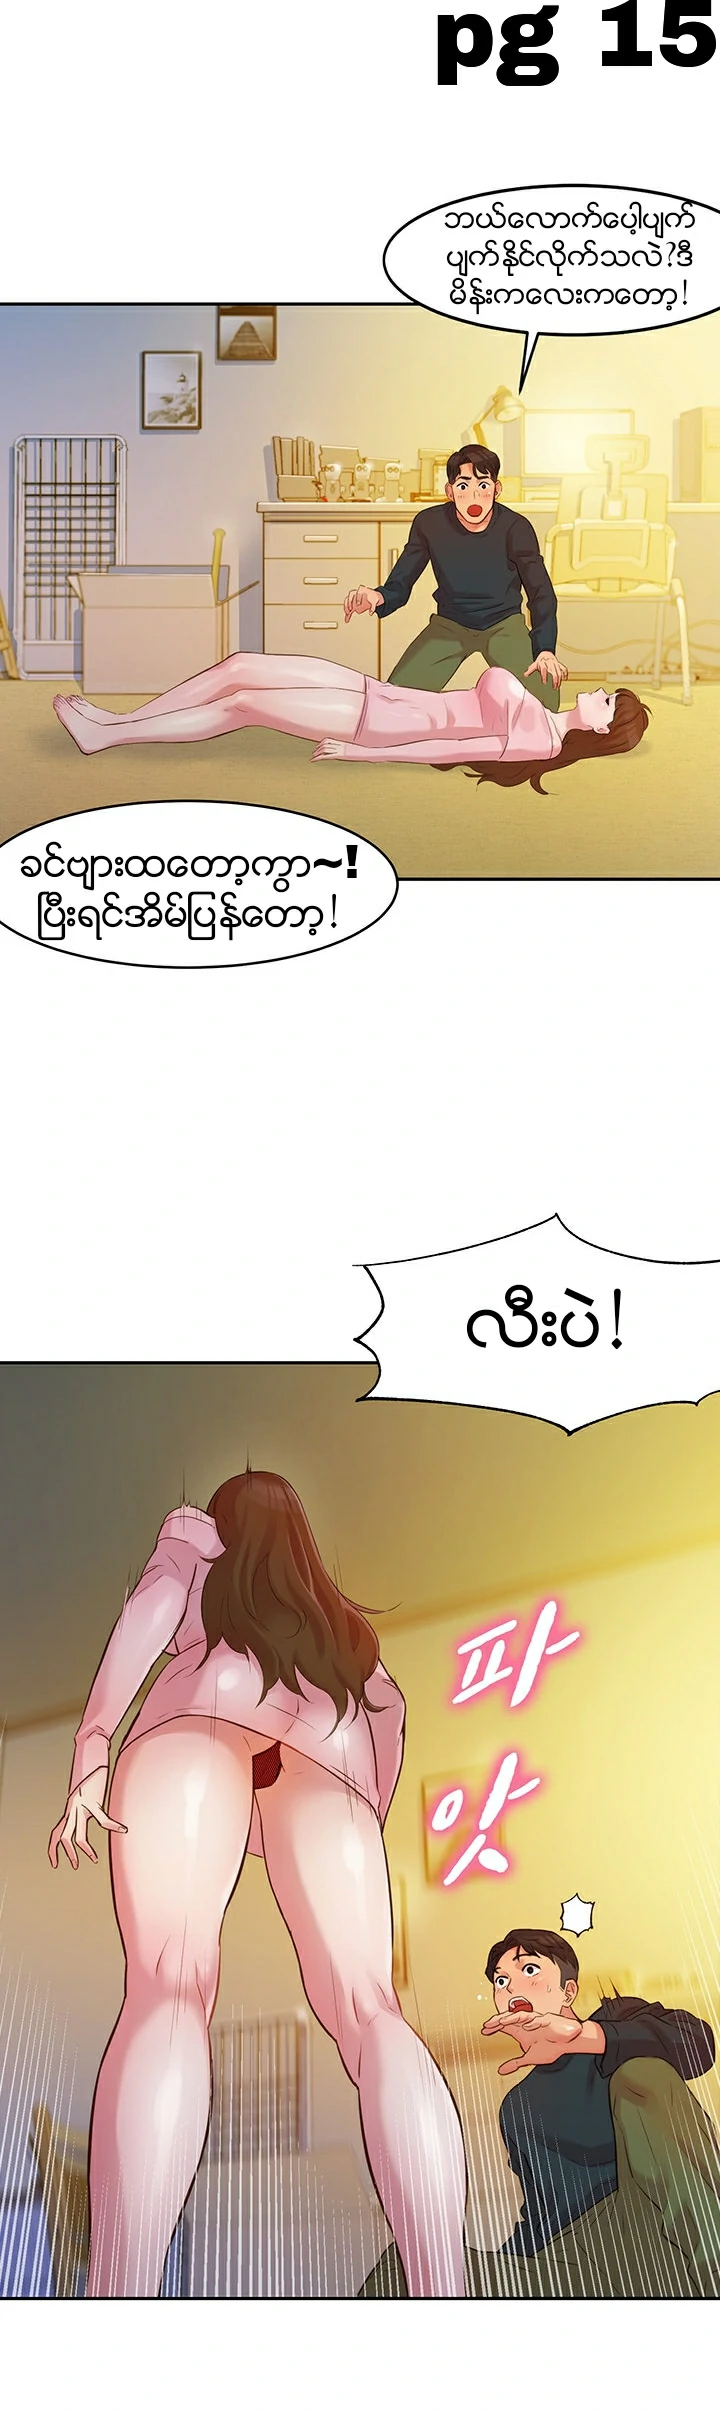 pg 15
ဘယ်လောက်ပေါ့ပျက်
ပျက်နိုင်လိုက်သလဲ?ဒီ
မိန်းကလေးကတော့!
ခင်ဗျားထတော့ကွာ~!
ပြီးရင်အိမ်ပြန်တော့!
လီးပဲ!
파
앗